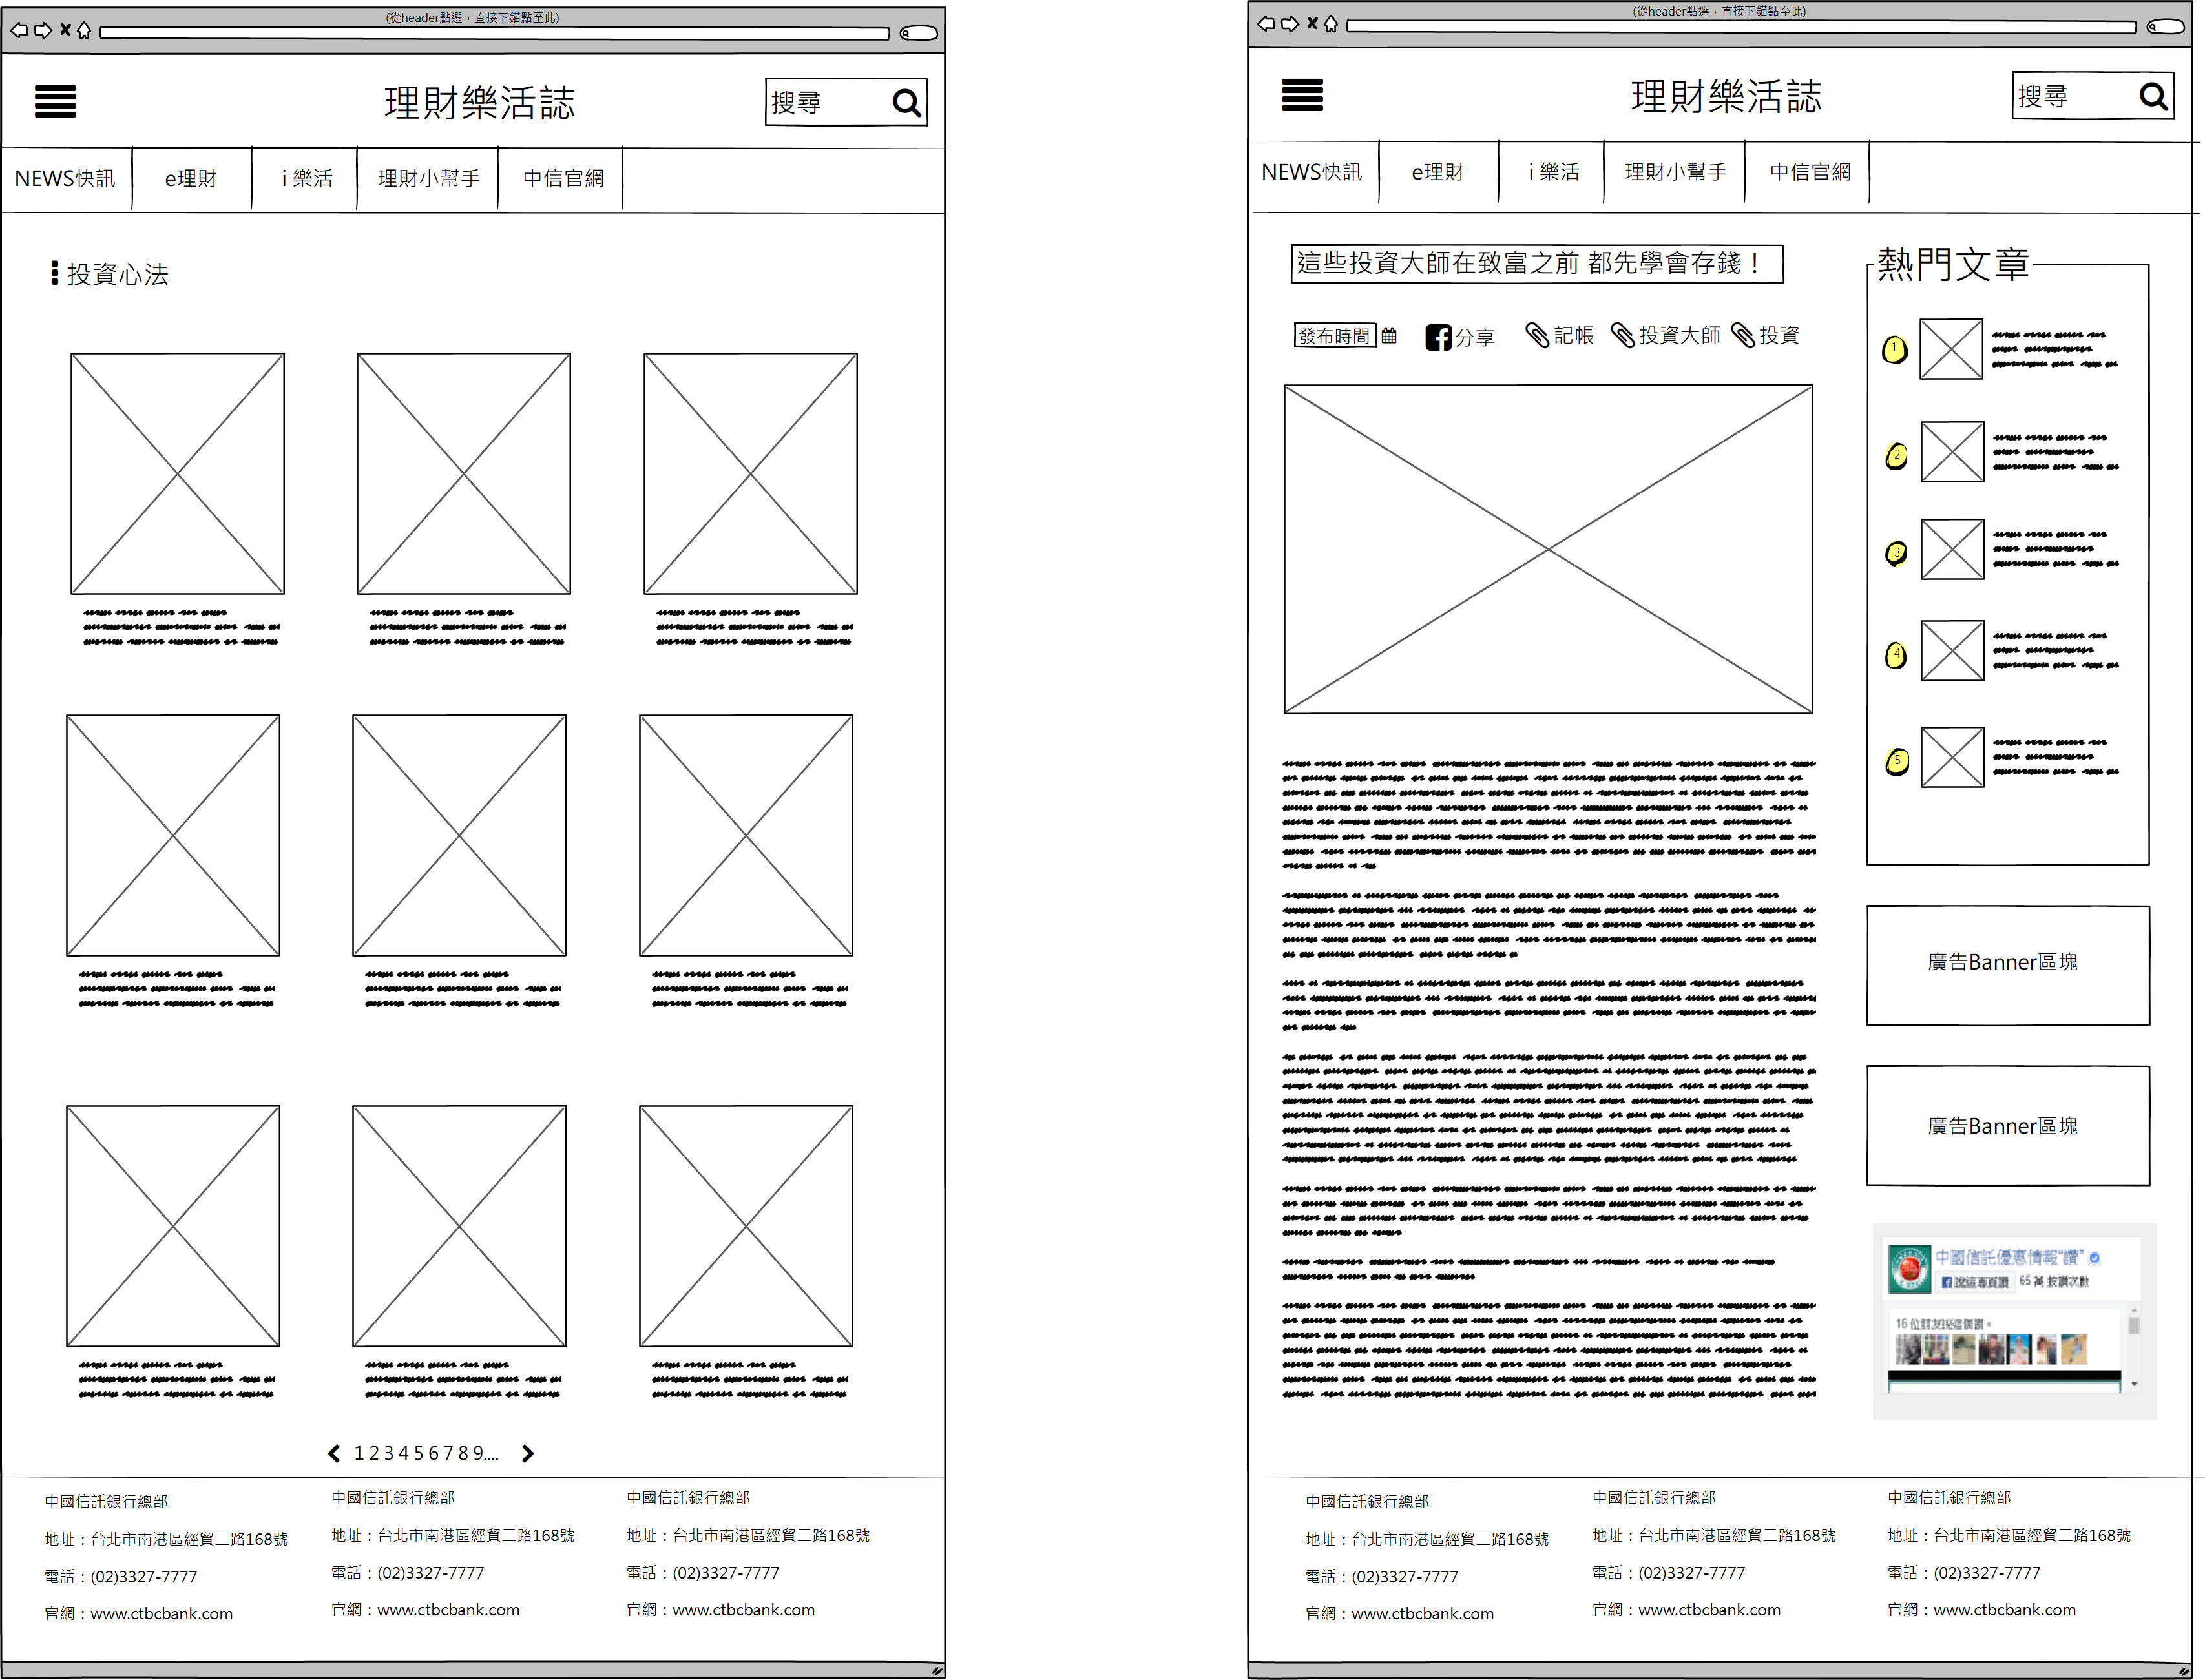 (從header點選，直接下錨點至此)
理財樂活誌
搜尋
NEWS快訊
e理財
i 樂活
理財小幫手
中信官網
投資心法
1 2 3 4 5 6 7 8 9....
中國信託銀行總部
地址：台北市南港區經貿二路168號
電話：(02)3327-7777
官網：www.ctbcbank.com
中國信託銀行總部
地址：台北市南港區經貿二路168號
電話：(02)3327-7777
官網：www.ctbcbank.com
中國信託銀行總部
地址：台北市南港區經貿二路168號
電話：(02)3327-7777
官網：www.ctbcbank.com
(從header點選，直接下錨點至此)
理財樂活誌
搜尋
NEWS快訊
e理財
i 樂活
理財小幫手
中信官網
這些投資大師在致富之前 都先學會存錢！
發布時間
分享
記帳
投資大師
投資
熱門文章
1
2
3
4
5
廣告Banner區塊
廣告Banner區塊
中國信託優惠情報“讚”
說這專頁讚
65 萬 按讚次數
16 位朋友說這個讚。
中國信託銀行總部
地址：台北市南港區經貿二路168號
電話：(02)3327-7777
官網：www.ctbcbank.com
中國信託銀行總部
地址：台北市南港區經貿二路168號
電話：(02)3327-7777
官網：www.ctbcbank.com
中國信託銀行總部
地址：台北市南港區經貿二路168號
電話：(02)3327-7777
官網：www.ctbcbank.com